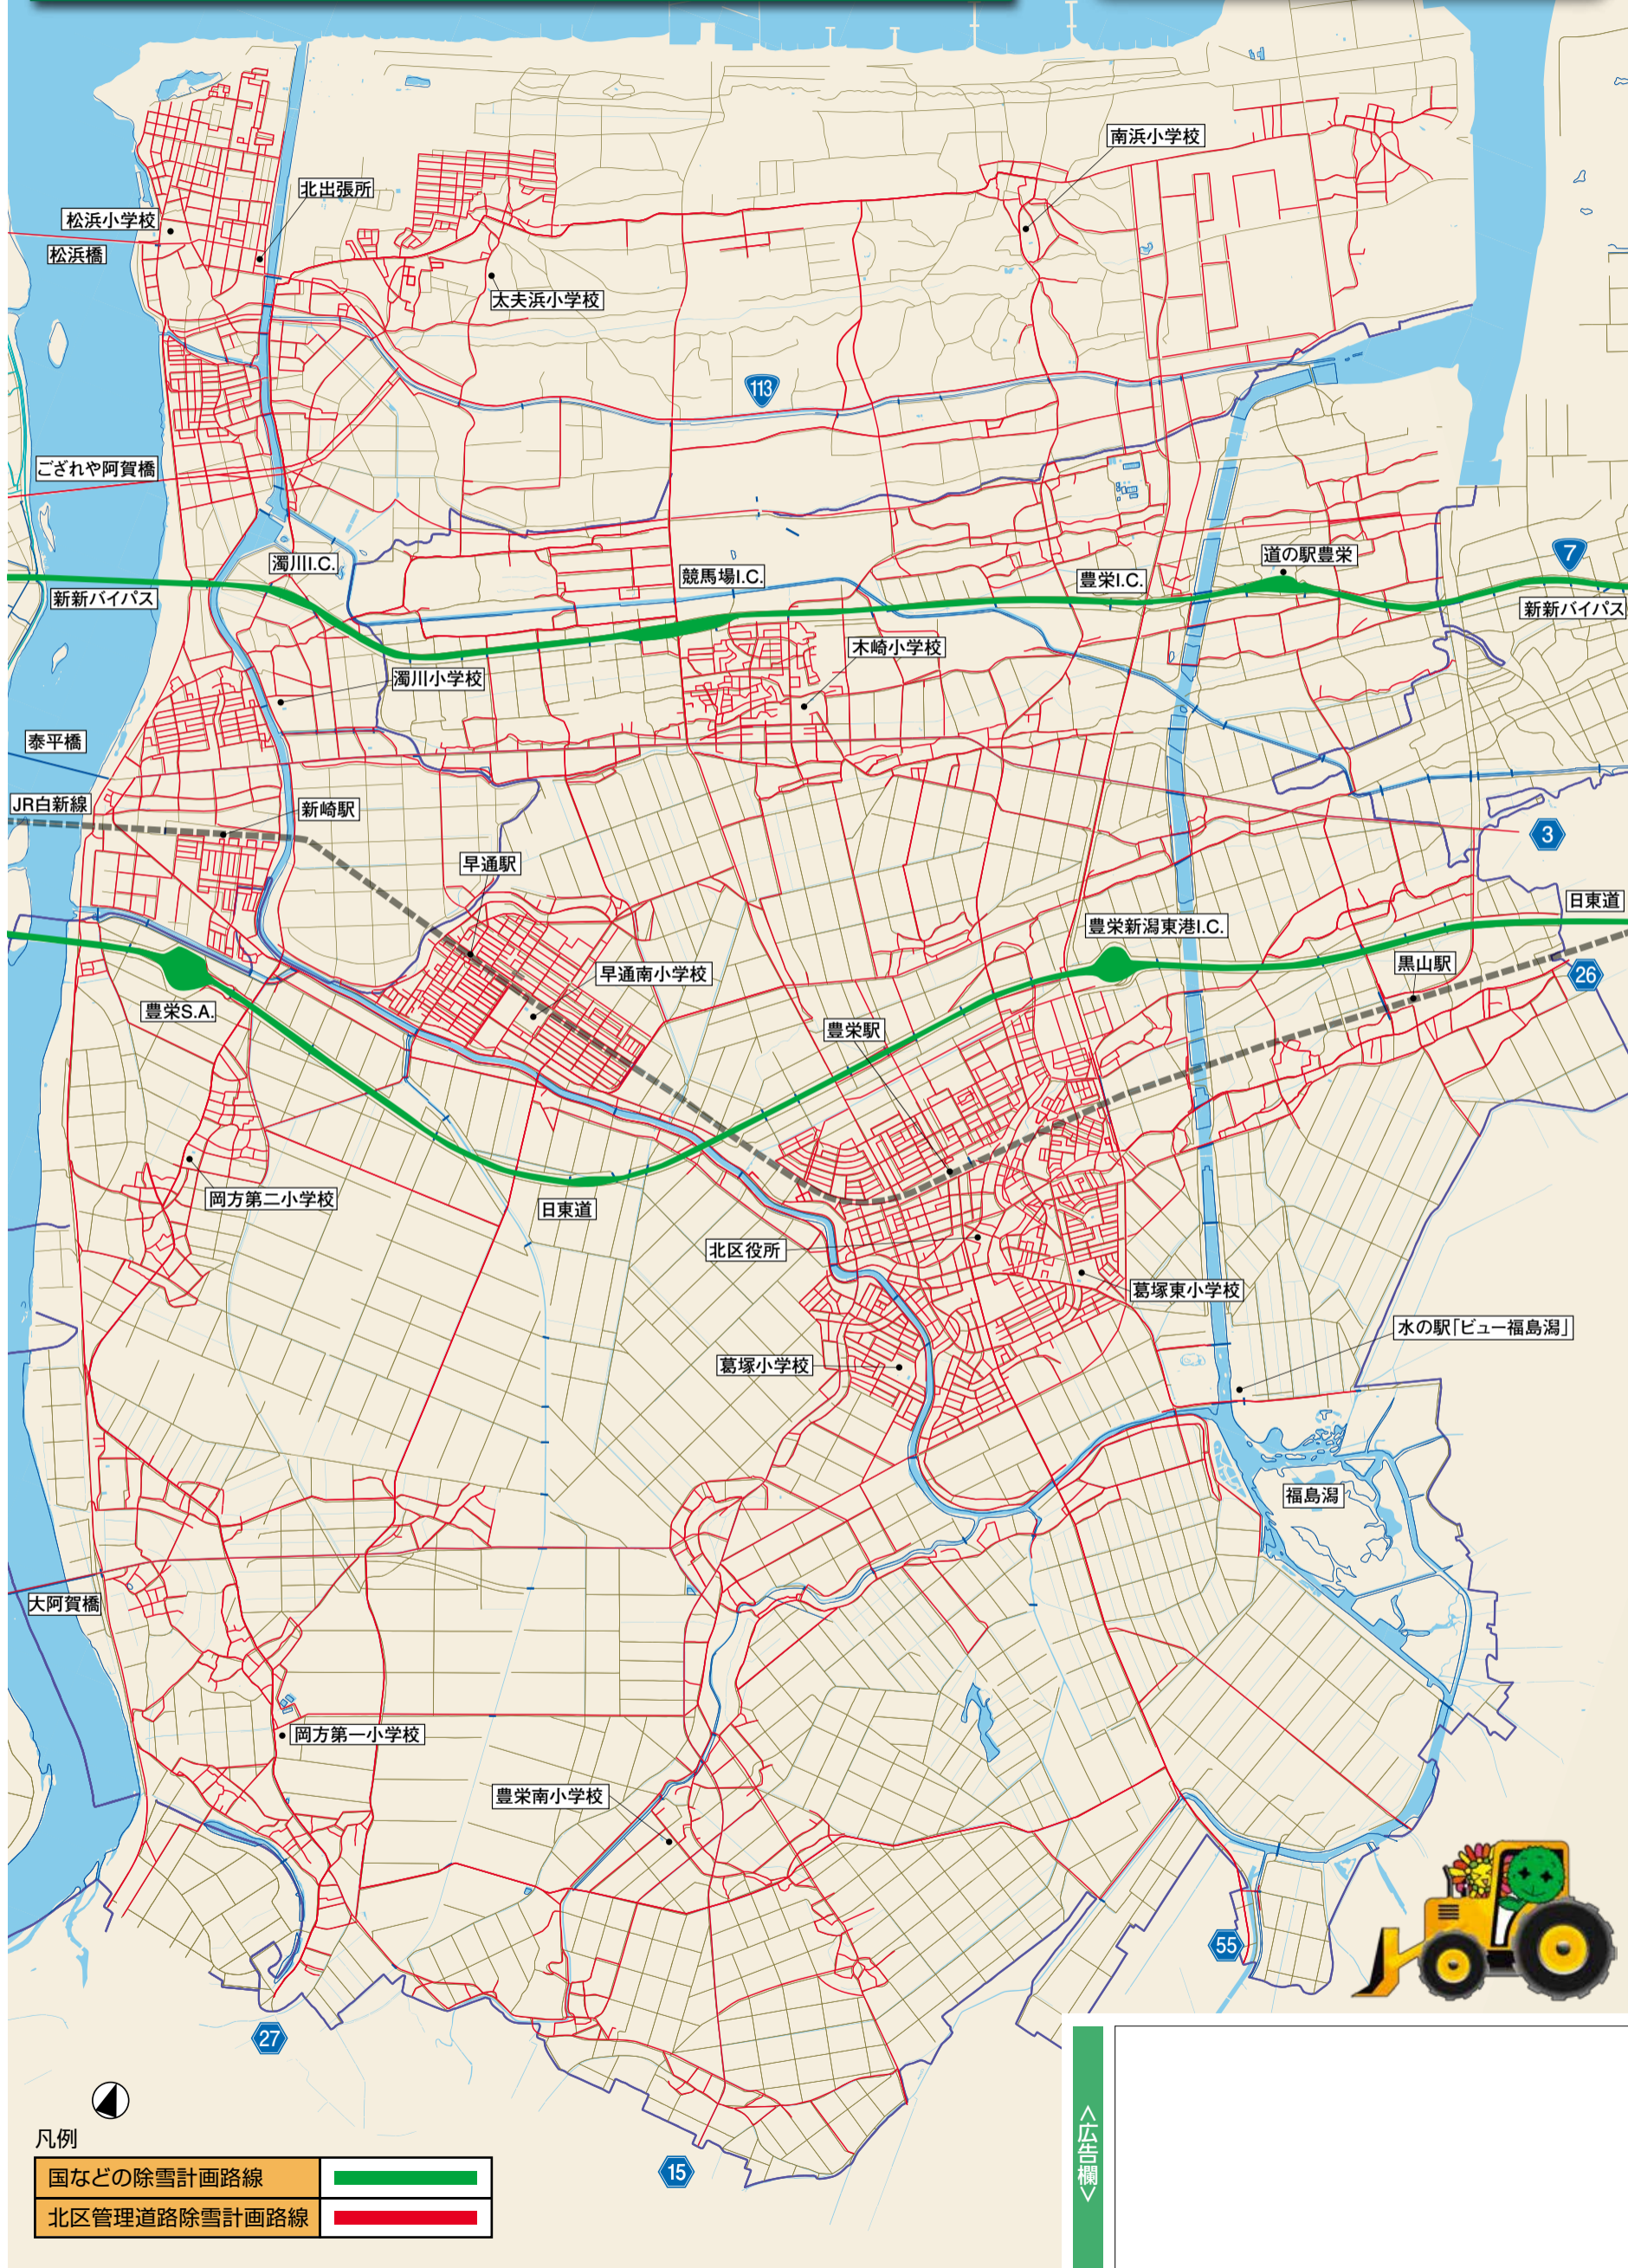 南浜小学校
北出張所
松浜小学校
松浜橋
太夫浜小学校
113
ござれや阿賀橋
濁川I.C.
道の駅豊栄
7
競馬場I.C.
豊栄I.C.
新新バイパス
新新バイパス
木崎小学校
濁川小学校
泰平橋
JR白新線
新崎駅
3
早通駅
日東道
豊栄新潟東港I.C.
黒山駅
早通南小学校
26
豊栄S.A.
豊栄駅
岡方第二小学校
日東道
北区役所
葛塚東小学校
水の駅「ビュー福島潟」
葛塚小学校
福島潟
大阿賀橋
岡方第一小学校
豊栄南小学校
55
27
15
凡例
国などの除雪計画路線
北区管理道路除雪計画路線
<広告欄>